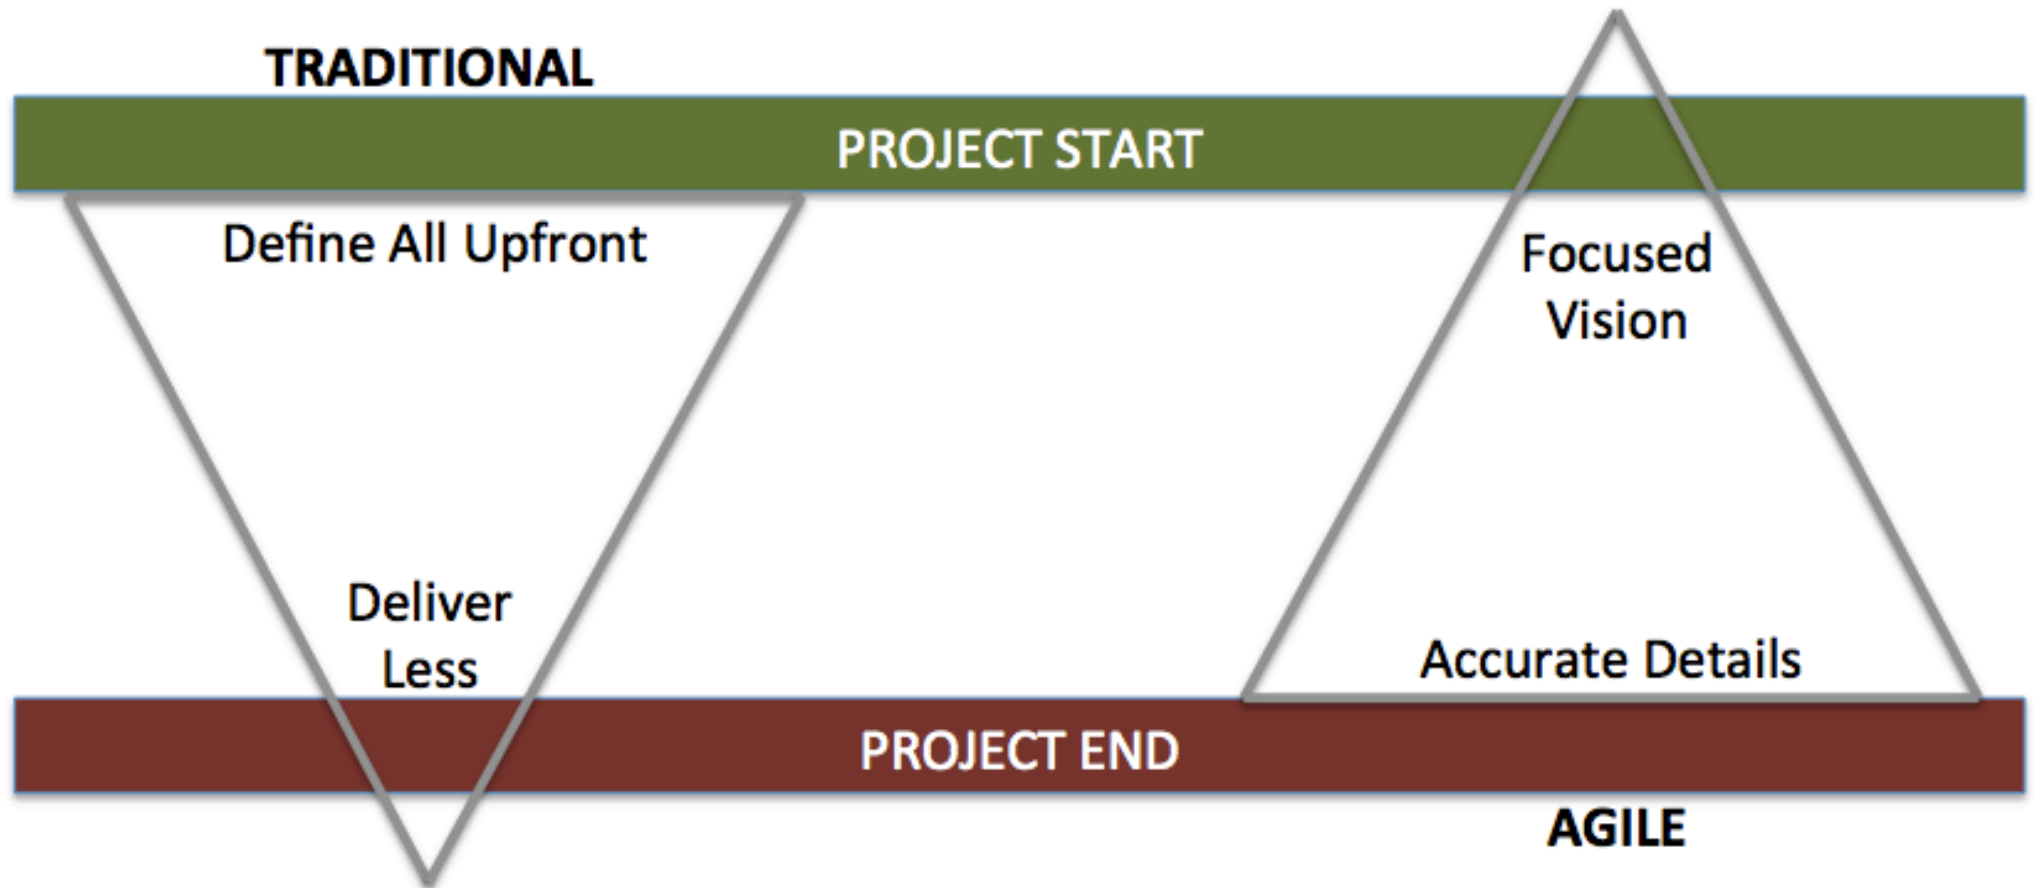 TRADITIONAL
PROJECT START
Define All Upfront
Focused
Vision
Deliver
Less
Accurate Details
PROJECT END
AGILE